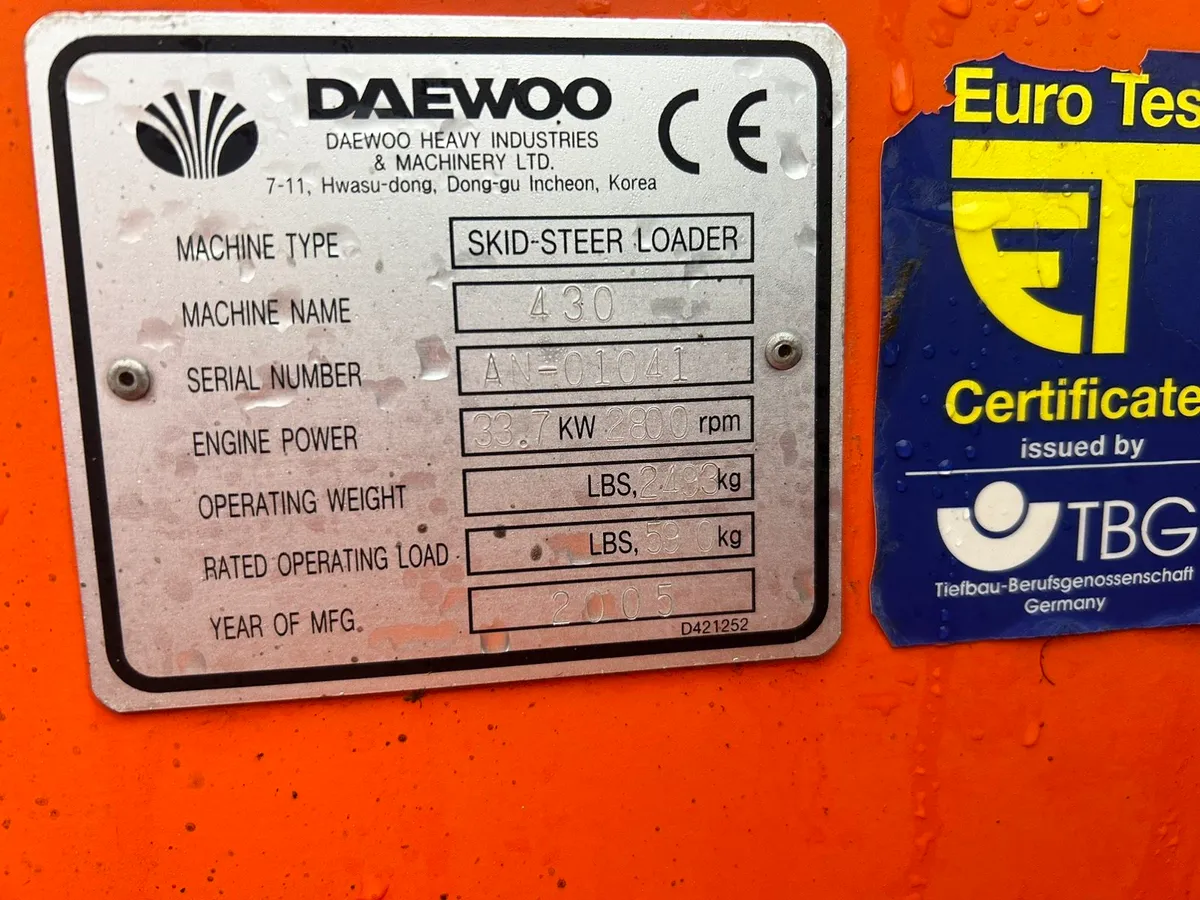 DAEWOO
DAEWOO HEAVY INDUSTRIES
& MACHINERY LTD.
7-11, Hwasu-dong, Dong-gu Incheon, Korea
CE
MACHINE TYPE SKID-STEER LOADER
MACHINE NAME 430
SERIAL NUMBER AN-01041
ENGINE POWER 33.7 KW 2800 rpm
OPERATING WEIGHT LBS, 2493 kg
RATED OPERATING LOAD LBS, 590 kg
YEAR OF MFG. 2005
D421252
Euro Tes
ET
Certificate
issued by
TBG
Tiefbau-Berufsgenossenschaft
Germany